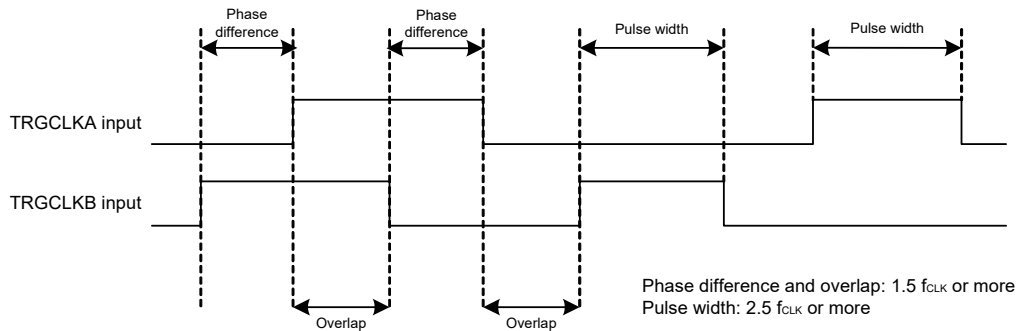 Phase
difference
Phase
difference
Pulse width
Pulse width
TRGCLKA input
TRGCLKB input
Overlap
Overlap
Phase difference and overlap: 1.5 fCLK or more
Pulse width: 2.5 fCLK or more